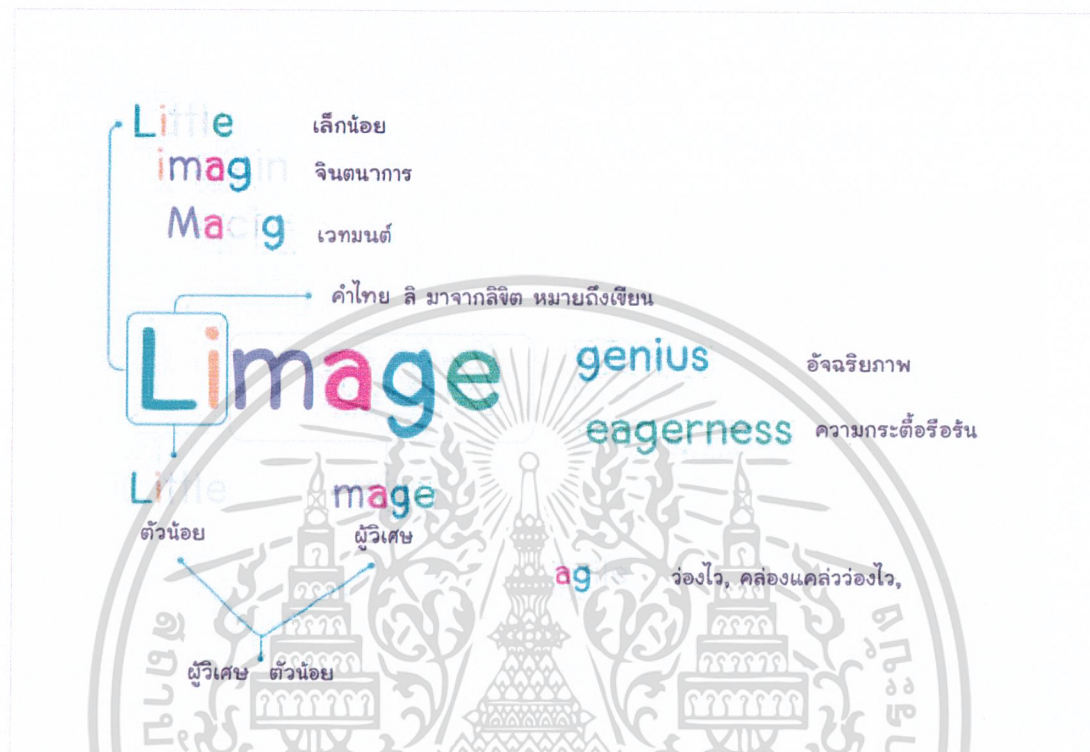 Little เล็กน้อย
imagin จินตนาการ
Macig เวทมนต์
คำไทย ลิ มาจากลิขิต หมายถึงเขียน
Limage
genius อัจฉริยภาพ
eagerness ความกระตื้อรือร้น
Little mage
ตัวน้อย ผู้วิเศษ
ag ว่องไว, คล่องแคล่วว่องไว,
ผู้วิเศษ ตัวน้อย
สถาบั